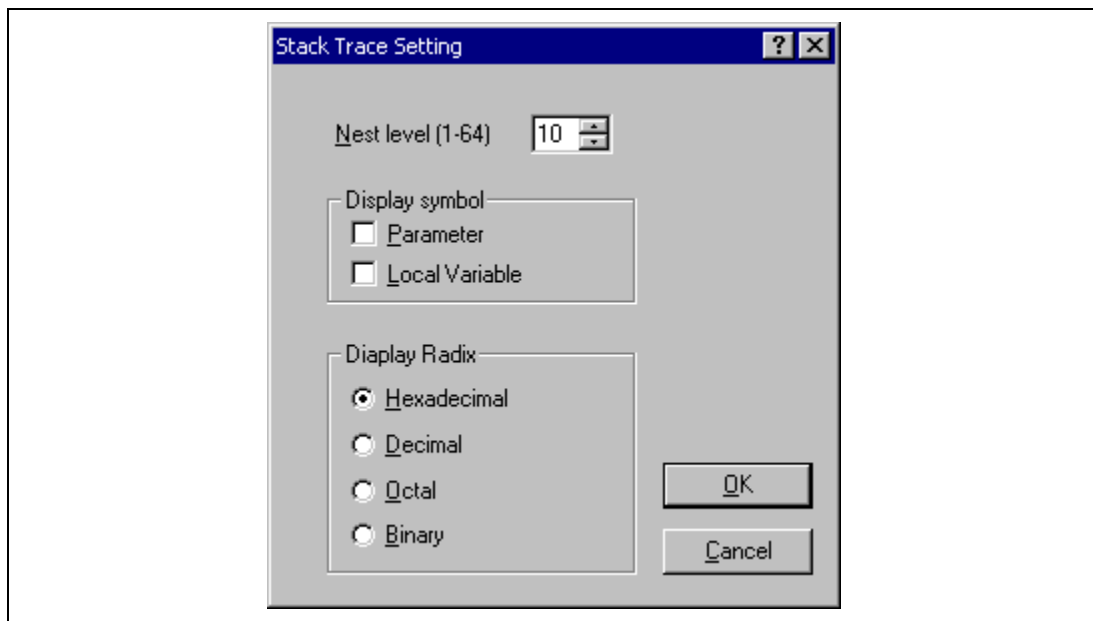 Stack Trace Setting
Nest level (1-64) 10
Display symbol
Parameter
Local Variable
Diaplay Radix
Hexadecimal
Decimal
Octal
Binary
OK
Cancel